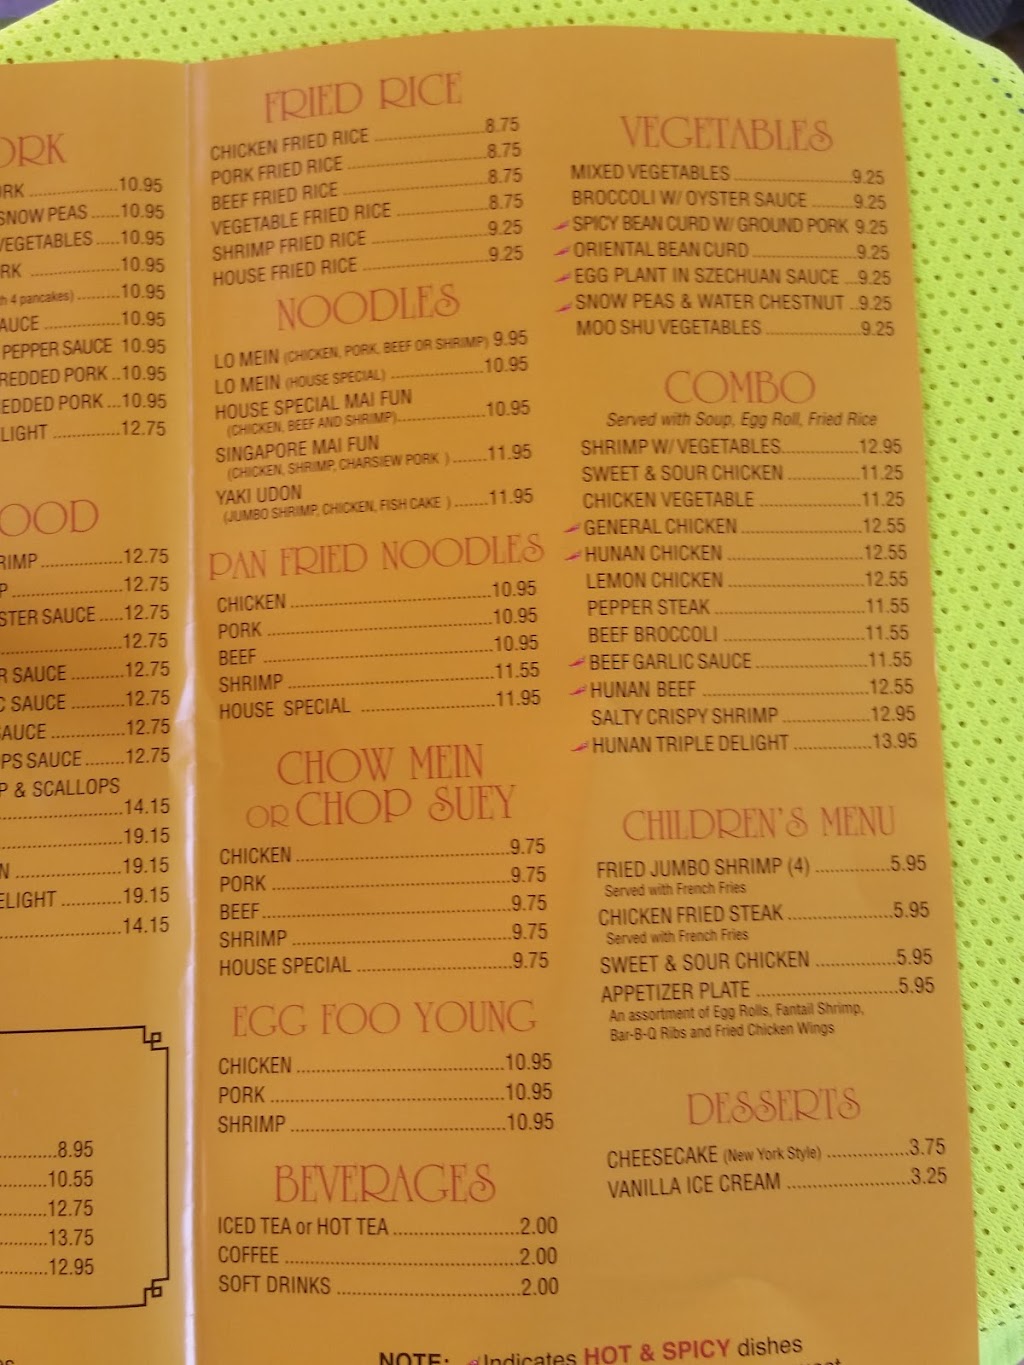 ORK
ORK ..................10.95
SNOW PEAS ......10.95
VEGETABLES .....10.95
RK ..................10.95
th 4 pancakes) .........10.95
AUCE ................10.95
PEPPER SAUCE 10.95
REDDED PORK ..10.95
EDDED PORK ...10.95
LIGHT ..............12.75
OOD
RIMP .................12.75
P .......................12.75
STER SAUCE .....12.75
.........................12.75
R SAUCE ...........12.75
C SAUCE ...........12.75
SAUCE ...............12.75
PS SAUCE ........12.75
P & SCALLOPS
.........................14.15
.........................19.15
N ......................19.15
ELIGHT ............19.15
.........................14.15
............8.95
..........10.55
..........12.75
..........13.75
..........12.95
FRIED RICE
CHICKEN FRIED RICE .......................8.75
PORK FRIED RICE ............................8.75
BEEF FRIED RICE .............................8.75
VEGETABLE FRIED RICE ..................8.75
SHRIMP FRIED RICE .......................9.25
HOUSE FRIED RICE .........................9.25
NOODLES
LO MEIN (CHICKEN, PORK, BEEF OR SHRIMP) 9.95
LO MEIN (HOUSE SPECIAL) ...................10.95
HOUSE SPECIAL MAI FUN
(CHICKEN, BEEF AND SHRIMP)..................10.95
SINGAPORE MAI FUN
(CHICKEN, SHRIMP, CHARSIEW PORK ) .......11.95
YAKI UDON
(JUMBO SHRIMP, CHICKEN, FISH CAKE ) .......11.95
PAN FRIED NOODLES
CHICKEN .......................................10.95
PORK ............................................10.95
BEEF .............................................10.95
SHRIMP .........................................11.55
HOUSE SPECIAL ..........................11.95
CHOW MEIN
OR CHOP SUEY
CHICKEN .........................................9.75
PORK ..............................................9.75
BEEF................................................9.75
SHRIMP ..........................................9.75
HOUSE SPECIAL ..............................9.75
EGG FOO YOUNG
CHICKEN .......................................10.95
PORK ............................................10.95
SHRIMP ........................................10.95
BEVERAGES
ICED TEA or HOT TEA ........................2.00
COFFEE ............................................2.00
SOFT DRINKS ...................................2.00
VEGETABLES
MIXED VEGETABLES .......................9.25
BROCCOLI W/ OYSTER SAUCE .........9.25
SPICY BEAN CURD W/ GROUND PORK 9.25
ORIENTAL BEAN CURD .....................9.25
EGG PLANT IN SZECHUAN SAUCE ...9.25
SNOW PEAS & WATER CHESTNUT ..9.25
MOO SHU VEGETABLES ...................9.25
COMBO
Served with Soup, Egg Roll, Fried Rice
SHRIMP W/ VEGETABLES...............12.95
SWEET & SOUR CHICKEN ..............11.25
CHICKEN VEGETABLE ....................11.25
GENERAL CHICKEN ........................12.55
HUNAN CHICKEN ..........................12.55
LEMON CHICKEN ..........................12.55
PEPPER STEAK .............................11.55
BEEF BROCCOLI ...........................11.55
BEEF GARLIC SAUCE .....................11.55
HUNAN BEEF ................................12.55
SALTY CRISPY SHRIMP .................12.95
HUNAN TRIPLE DELIGHT ...............13.95
CHILDREN'S MENU
FRIED JUMBO SHRIMP (4) ..............5.95
Served with French Fries
CHICKEN FRIED STEAK ....................5.95
Served with French Fries
SWEET & SOUR CHICKEN ...............5.95
APPETIZER PLATE ..........................5.95
An assortment of Egg Rolls, Fantail Shrimp,
Bar-B-Q Ribs and Fried Chicken Wings
DESSERTS
CHEESECAKE (New York Style) ...............3.75
VANILLA ICE CREAM .......................3.25
NOTE: Indicates HOT & SPICY dishes